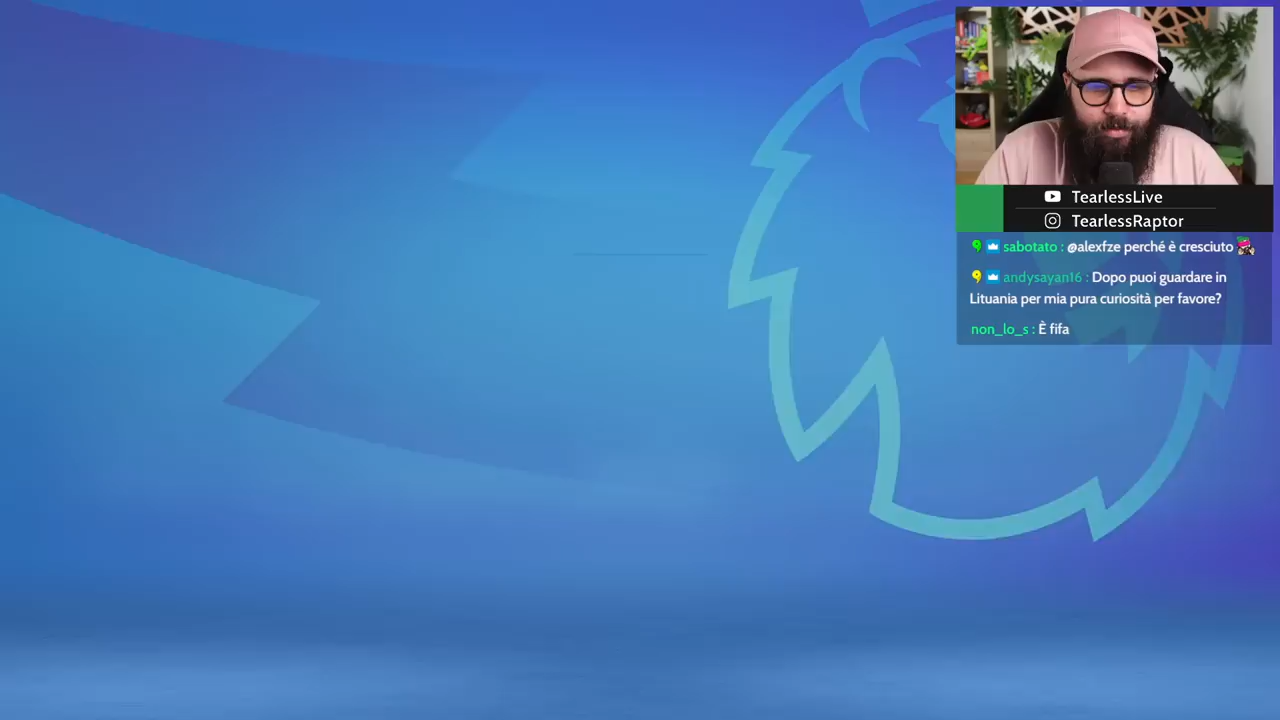 TearlessLive
TearlessRaptor
sabotato : @alexfze perché è cresciuto
andysayan16 : Dopo puoi guardare in
Lituania per mia pura curiosità per favore?
non_lo_s : È fifa